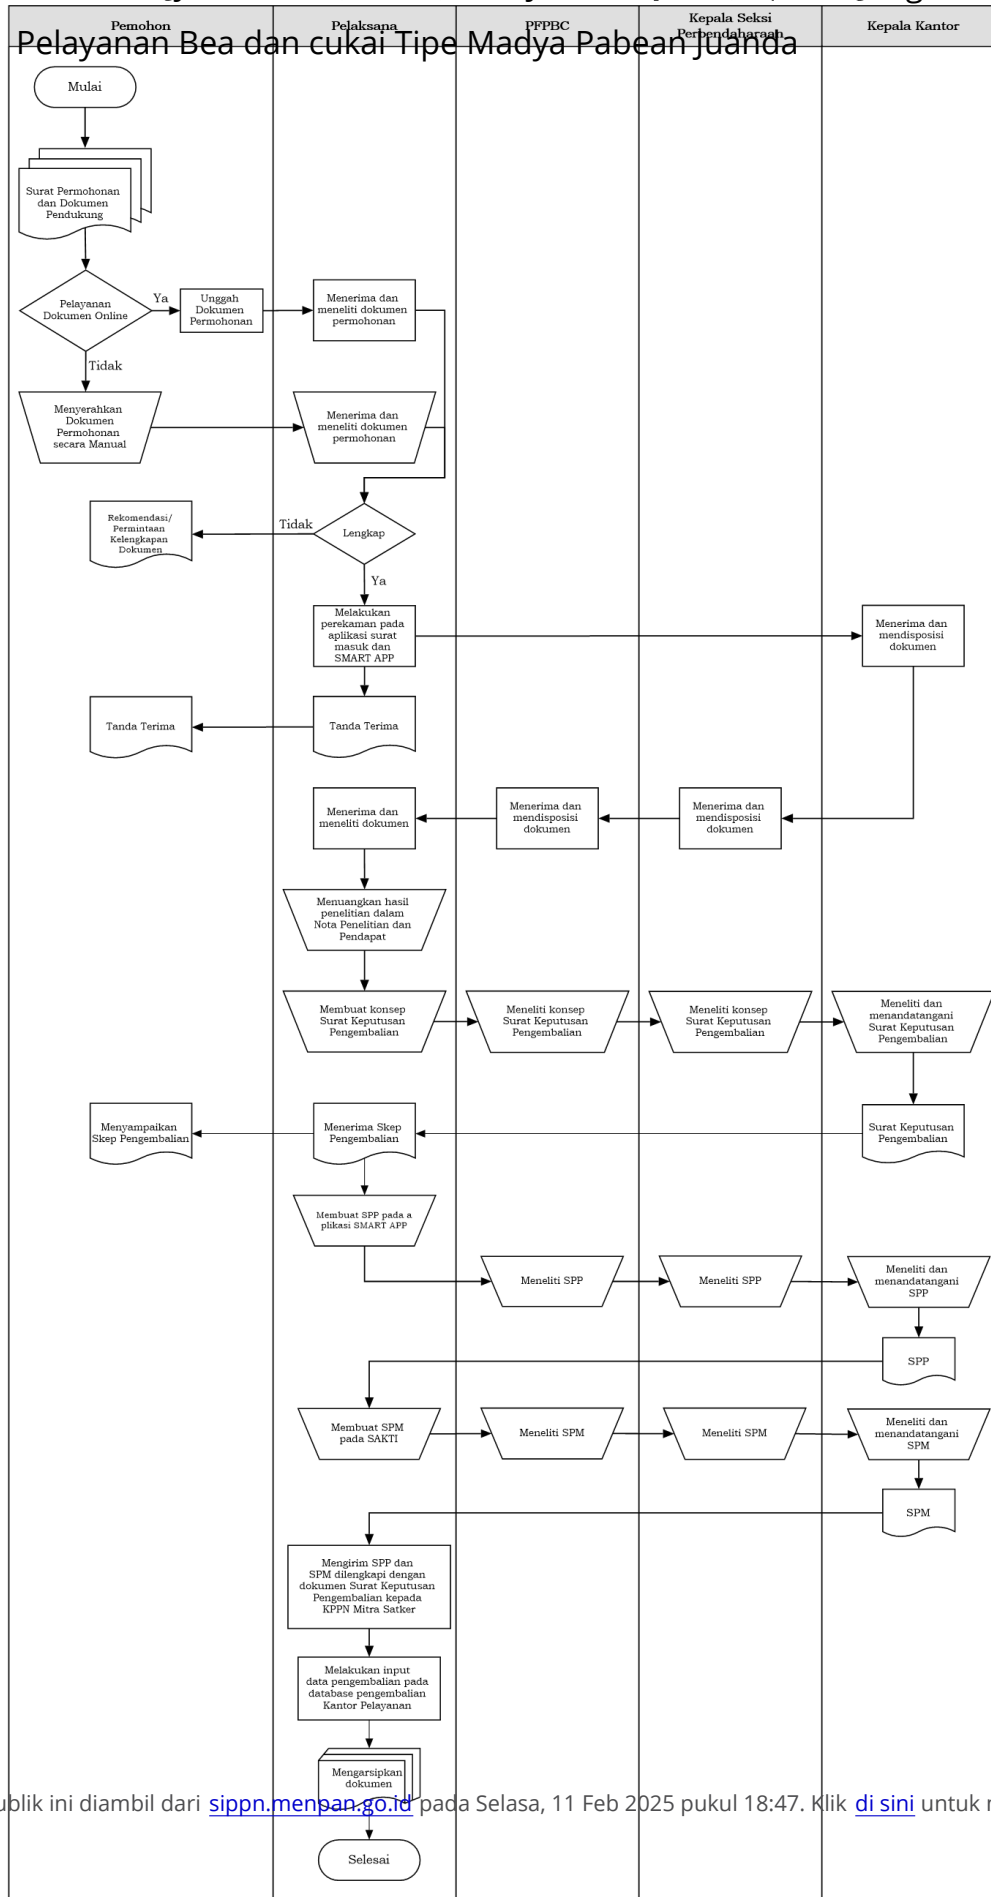 Pemohon
Pelaksana
PFPBC
Kepala Seksi
Perbendaharaan
Kepala Kantor
Pelayanan Bea dan cukai Tipe Madya Pabean Juanda
Mulai
Surat Permohonan
dan Dokumen
Pendukung
Pelayanan
Dokumen Online
Ya
Unggah
Dokumen
Permohonan
Menerima dan
meneliti dokumen
permohonan
Tidak
Menyerahkan
Dokumen
Permohonan
secara Manual
Menerima dan
meneliti dokumen
permohonan
Rekomendasi/
Permintaan
Kelengkapan
Dokumen
Tidak
Lengkap
Ya
Melakukan
perekaman pada
aplikasi surat
masuk dan
SMART APP
Menerima dan
mendisposisi
dokumen
Tanda Terima
Tanda Terima
Menerima dan
meneliti dokumen
Menerima dan
mendisposisi
dokumen
Menerima dan
mendisposisi
dokumen
Menuangkan hasil
penelitian dalam
Nota Penelitian dan
Pendapat
Membuat konsep
Surat Keputusan
Pengembalian
Meneliti konsep
Surat Keputusan
Pengembalian
Meneliti konsep
Surat Keputusan
Pengembalian
Meneliti dan
menandatangani
Surat Keputusan
Pengembalian
Menyampaikan
Skep Pengembalian
Menerima Skep
Pengembalian
Surat Keputusan
Pengembalian
Membuat SPP pada a
plikasi SMART APP
Meneliti SPP
Meneliti SPP
Meneliti dan
menandatangani
SPP
SPP
Membuat SPM
pada SAKTI
Meneliti SPM
Meneliti SPM
Meneliti dan
menandatangani
SPM
SPM
Mengirim SPP dan
SPM dilengkapi dengan
dokumen Surat Keputusan
Pengembalian kepada
KPPN Mitra Satker
Melakukan input
data pengembalian pada
database pengembalian
Kantor Pelayanan
Mengarsipkan
dokumen
ublik ini diambil dari sippn.menpan.go.id pada Selasa, 11 Feb 2025 pukul 18:47. Klik di sini untuk
Selesai